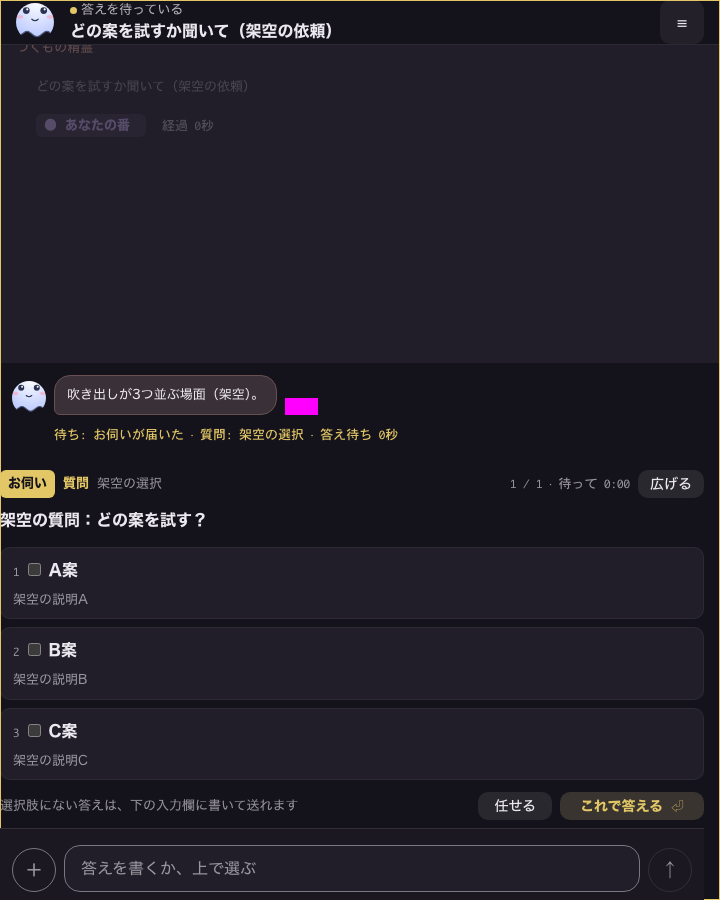 答えを待っている
どの案を試すか聞いて（架空の依頼）
≡
つくもの精霊
どの案を試すか聞いて（架空の依頼）
あなたの番 経過 0秒
吹き出しが3つ並ぶ場面（架空）。
待ち: お伺いが届いた · 質問: 架空の選択 · 答え待ち 0秒
お伺い 質問 架空の選択 1 / 1 · 待って 0:00 広げる
架空の質問：どの案を試す？
1 A案
架空の説明A
2 B案
架空の説明B
3 C案
架空の説明C
選択肢にない答えは、下の入力欄に書いて送れます 任せる これで答える ⏎
＋ 答えを書くか、上で選ぶ ↑